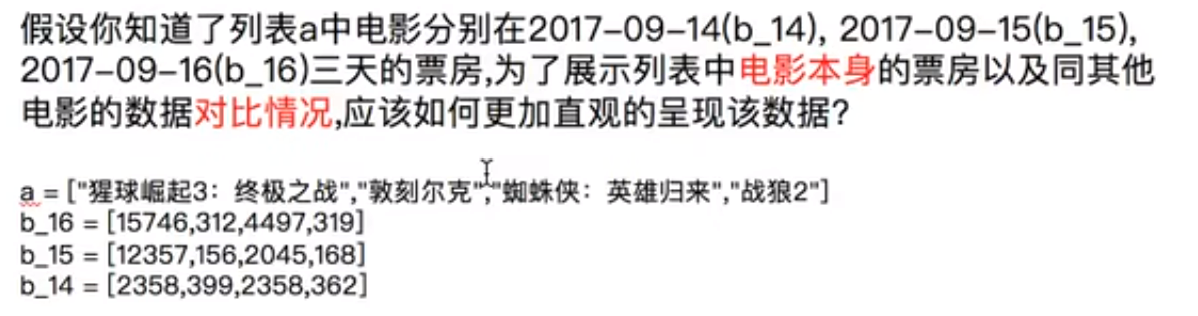 假设你知道了列表a中电影分别在2017-09-14(b_14), 2017-09-15(b_15),
2017-09-16(b_16)三天的票房,为了展示列表中电影本身的票房以及同其他
电影的数据对比情况,应该如何更加直观的呈现该数据?
a = ["猩球崛起3：终极之战","敦刻尔克","蜘蛛侠：英雄归来","战狼2"]
b_16 = [15746,312,4497,319]
b_15 = [12357,156,2045,168]
b_14 = [2358,399,2358,362]